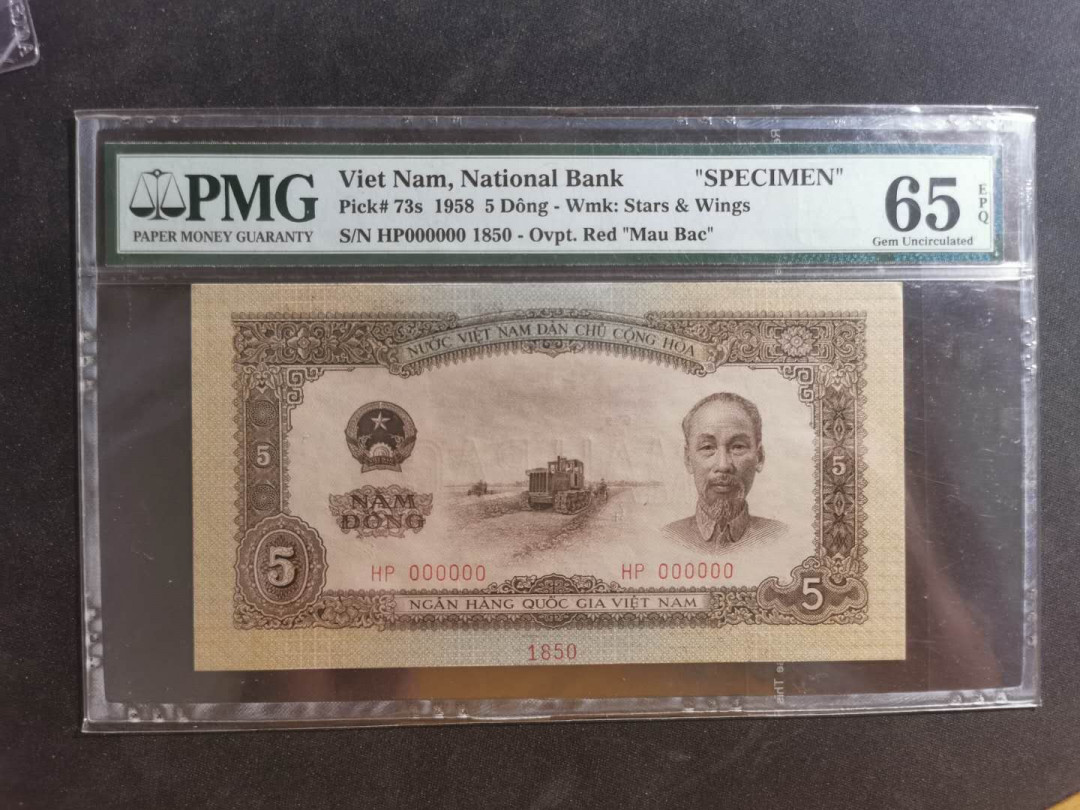 PMG
PAPER MONEY GUARANTY
Viet Nam, National Bank "SPECIMEN"
Pick# 73s 1958 5 Dông - Wmk: Stars & Wings
S/N HP000000 1850 - Ovpt. Red "Mau Bac"
65
EPQ
Gem Uncirculated
NƯỚC VIỆT NAM DÂN CHỦ CỘNG HÒA
5 5
NĂM
ĐỒNG
5
HP 000000 HP 000000
5
NGÂN HÀNG QUỐC GIA VIỆT NAM
1850